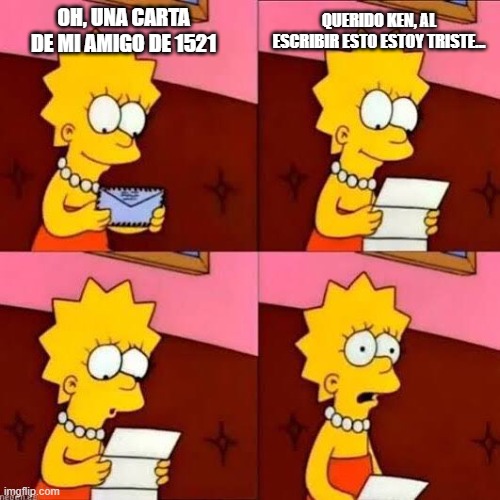 OH, UNA CARTA
DE MI AMIGO DE 1521
QUERIDO KEN, AL
ESCRIBIR ESTO ESTOY TRISTE...
imgflip.com